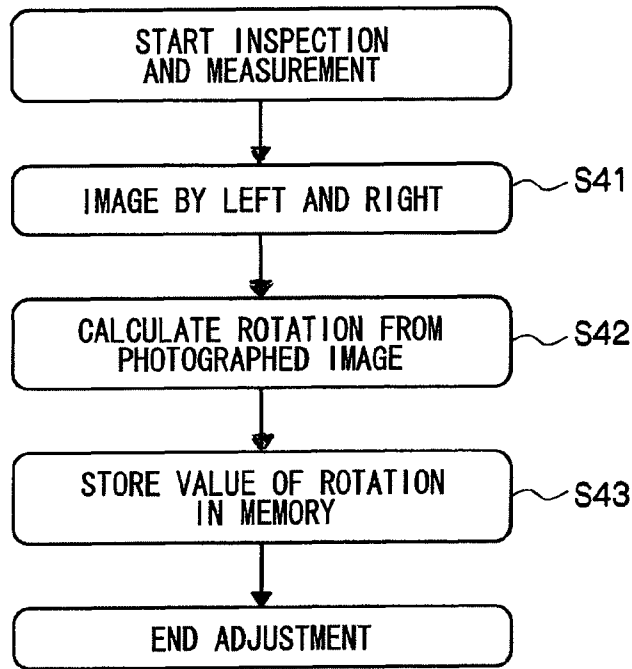 START INSPECTION
AND MEASUREMENT
IMAGE BY LEFT AND RIGHT
S41
CALCULATE ROTATION FROM
PHOTOGRAPHED IMAGE
S42
STORE VALUE OF ROTATION
IN MEMORY
S43
END ADJUSTMENT